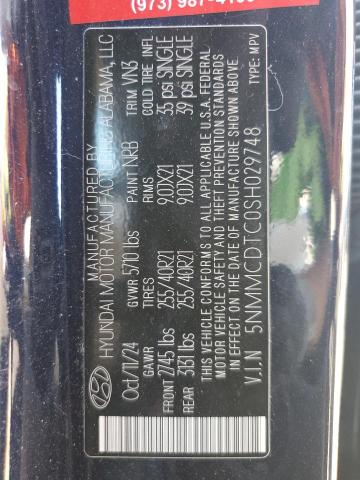 MANUFACTURED BY
HYUNDAI MOTOR MANUFACTURING ALABAMA, LLC
Oct/11/24 GVWR 5710 lbs PAINT NRB TRIM VN3
GAWR TIRES RIMS COLD TIRE INFL
FRONT 2745 lbs 255/40R21 9.0JX21 35 psi SINGLE
REAR 3131 lbs 255/40R21 9.0JX21 39 psi SINGLE
THIS VEHICLE CONFORMS TO ALL APPLICABLE U.S.A. FEDERAL
MOTOR VEHICLE SAFETY AND THEFT PREVENTION STANDARDS
IN EFFECT ON THE DATE OF MANUFACTURE SHOWN ABOVE
V.I.N 5NMMCDTC0SH029748 TYPE: MPV